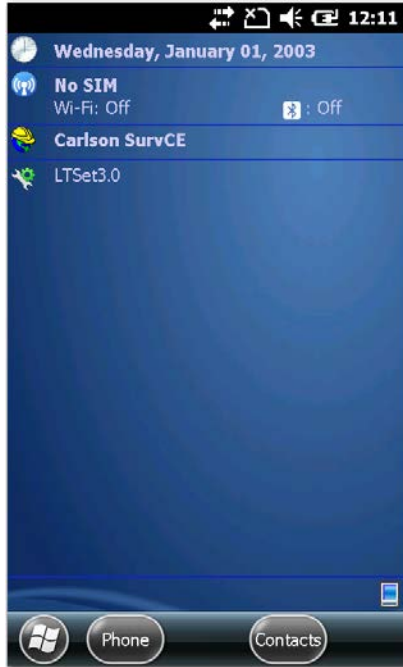 12:11
Wednesday, January 01, 2003
No SIM
Wi-Fi: Off : Off
Carlson SurvCE
LTSet3.0
Phone Contacts